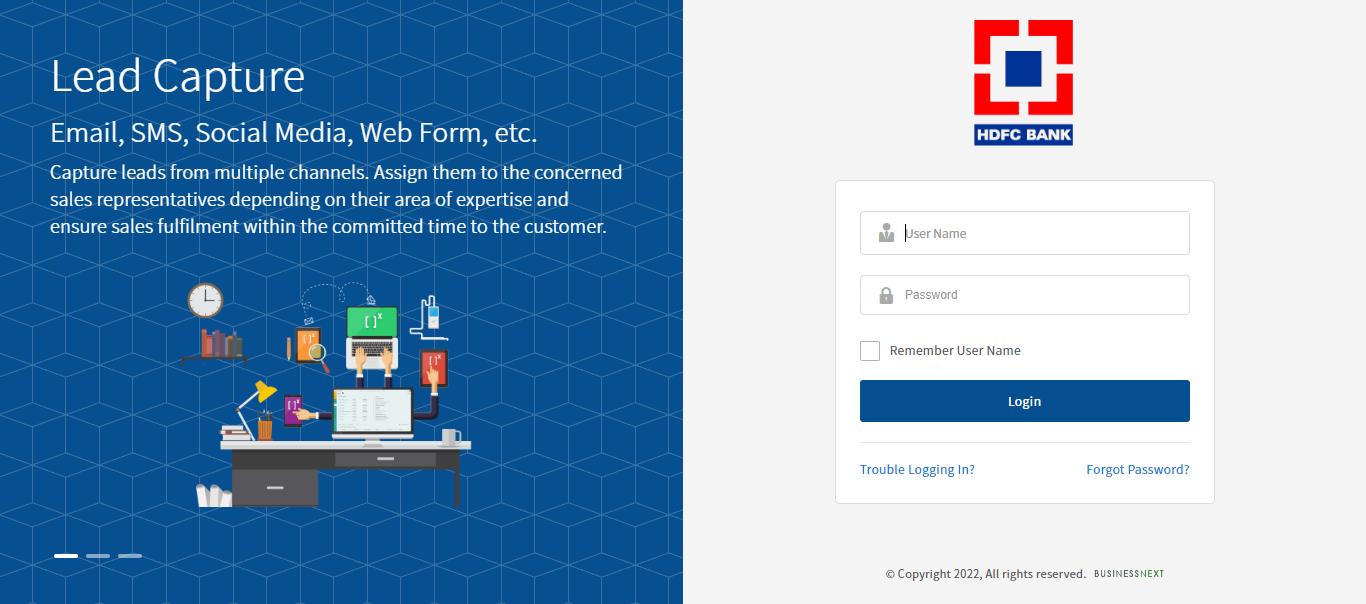 Lead Capture
Email, SMS, Social Media, Web Form, etc.
Capture leads from multiple channels. Assign them to the concerned
sales representatives depending on their area of expertise and
ensure sales fulfilment within the committed time to the customer.
[ ]x
[ ]x
[ ]x
[ ]x
HDFC BANK
User Name
Password
Remember User Name
Login
Trouble Logging In?
Forgot Password?
© Copyright 2022, All rights reserved. BUSINESSNEXT